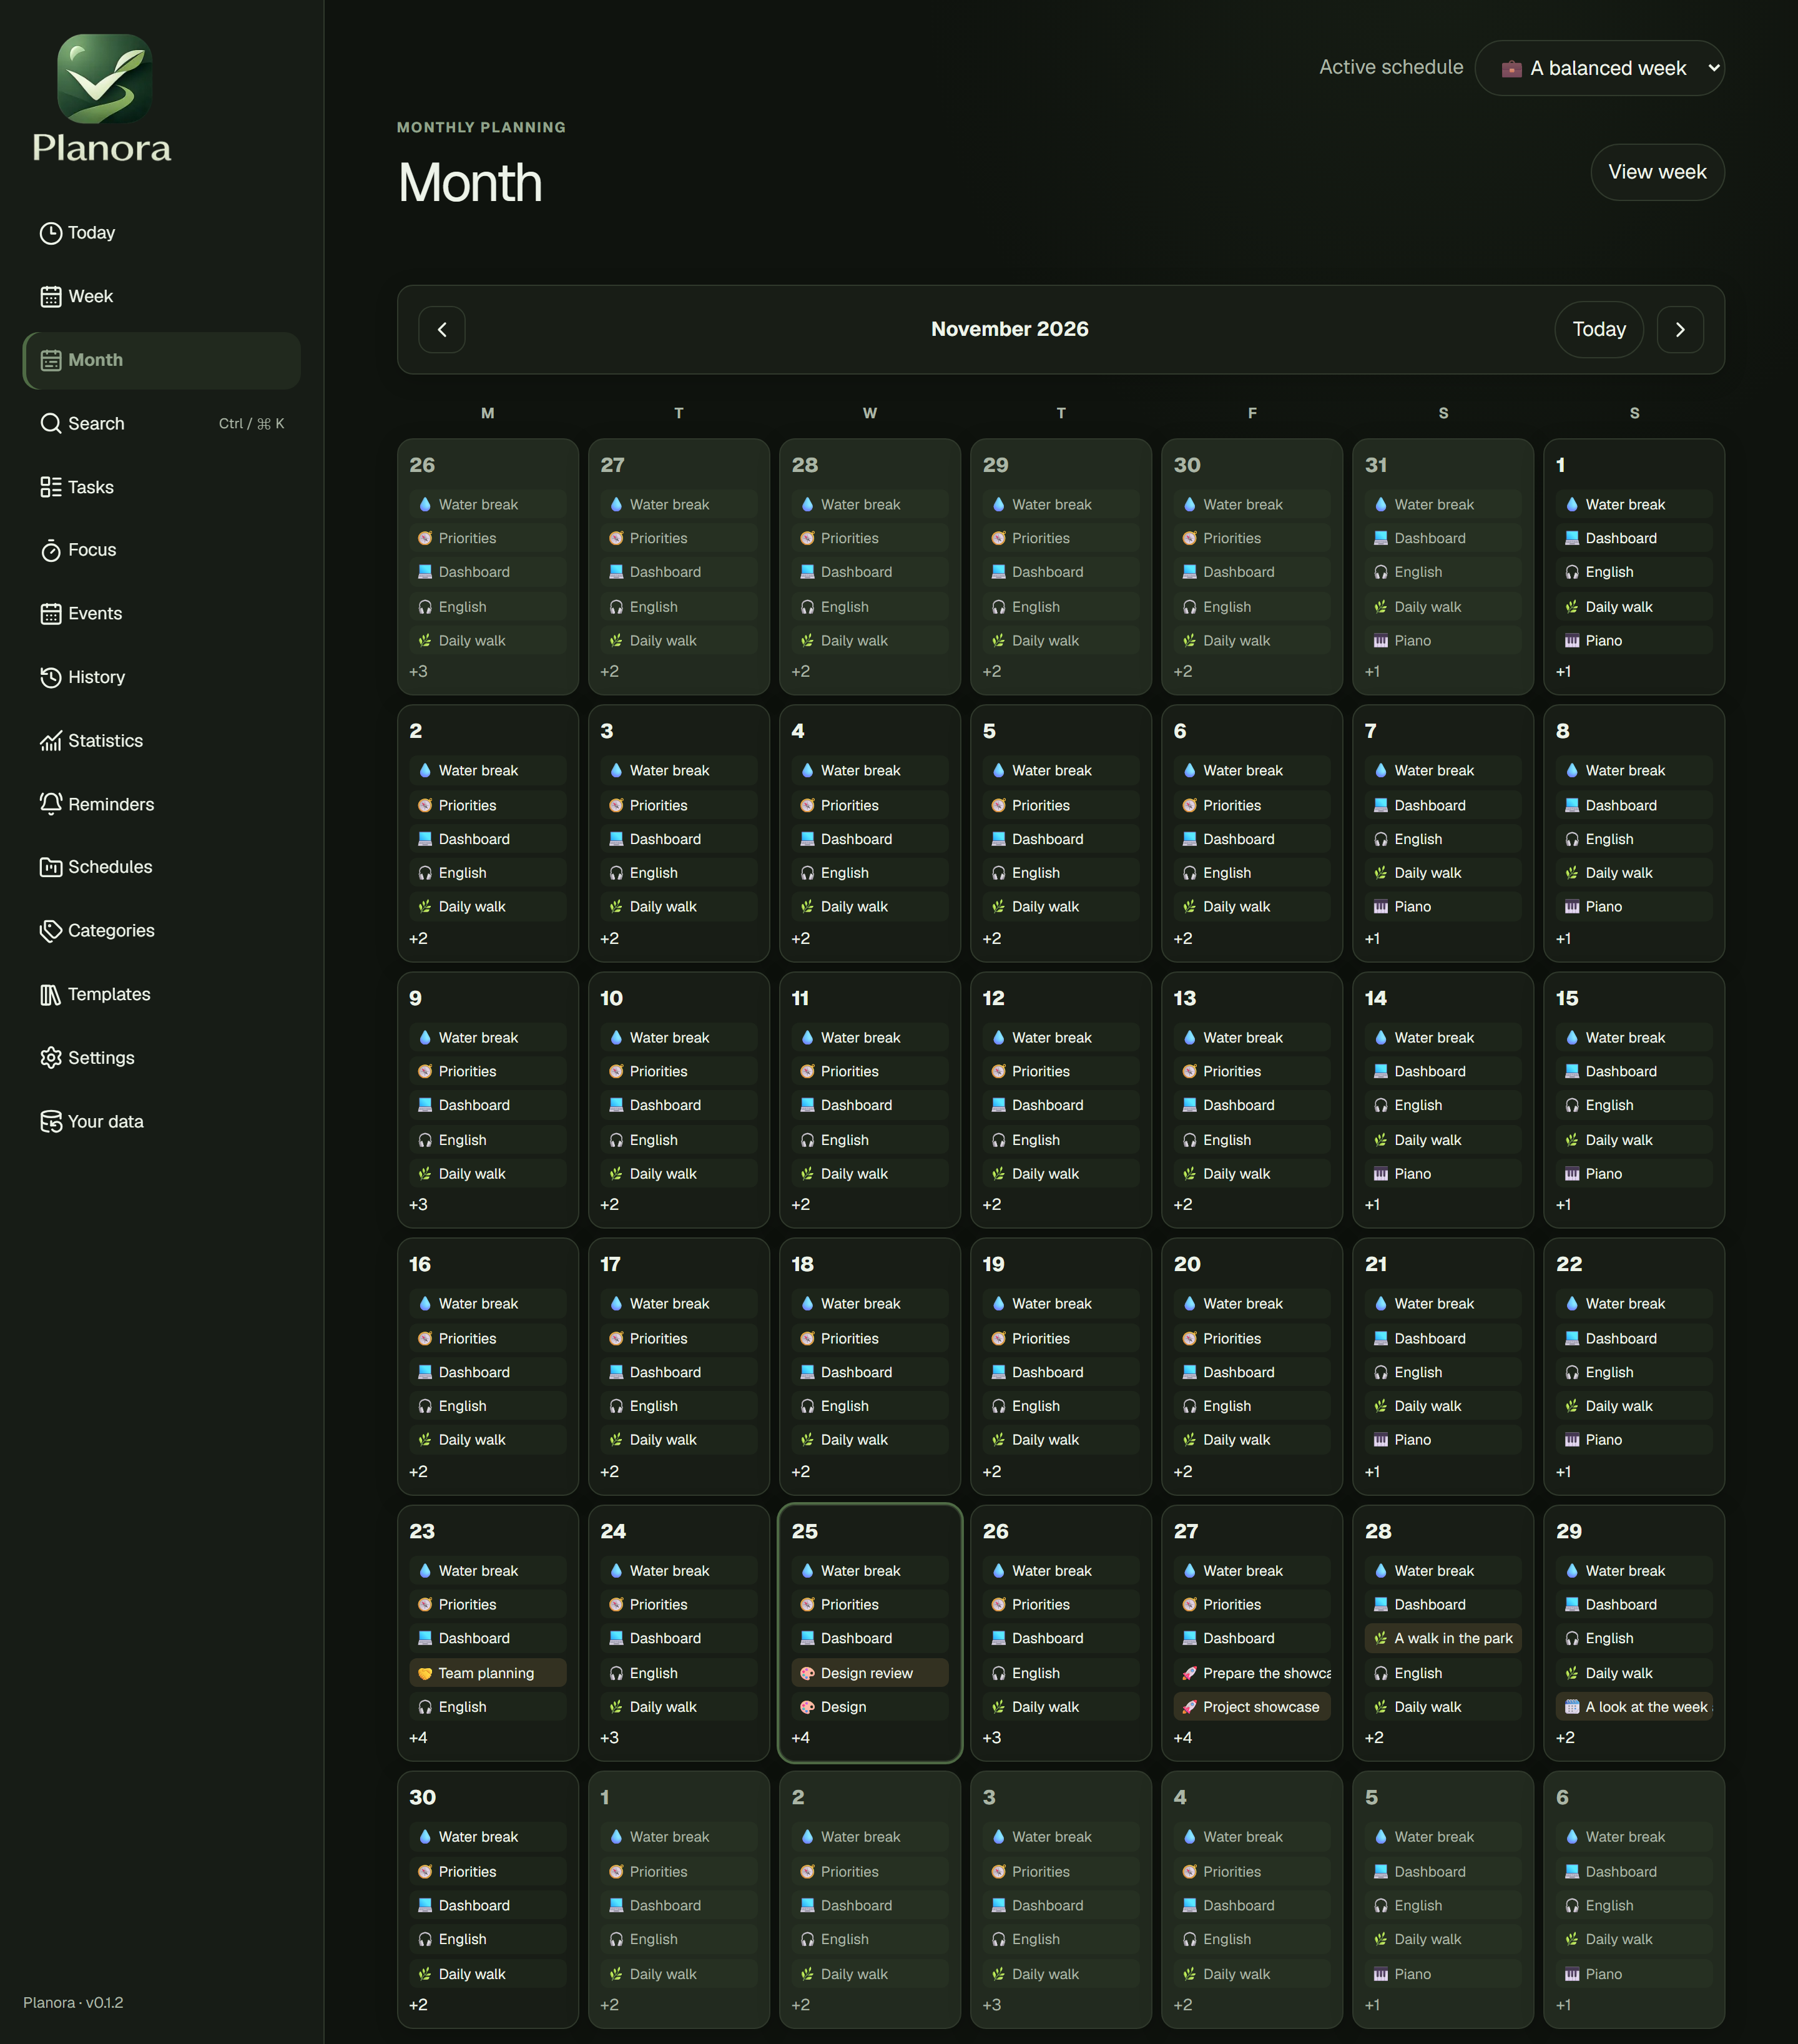 Planora
Today
Week
Month
Search Ctrl / ⌘ K
Tasks
Focus
Events
History
Statistics
Reminders
Schedules
Categories
Templates
Settings
Your data
Planora · v0.1.2
Active schedule A balanced week
MONTHLY PLANNING
Month
View week
November 2026
Today
M T W T F S S
26 27 28 29 30 31 1
Water break Water break Water break Water break Water break Water break Water break
Priorities Priorities Priorities Priorities Priorities Dashboard Dashboard
Dashboard Dashboard Dashboard Dashboard Dashboard English English
English English English English English Daily walk Daily walk
Daily walk Daily walk Daily walk Daily walk Daily walk Piano Piano
+3 +2 +2 +2 +2 +1 +1
2 3 4 5 6 7 8
Water break Water break Water break Water break Water break Water break Water break
Priorities Priorities Priorities Priorities Priorities Dashboard Dashboard
Dashboard Dashboard Dashboard Dashboard Dashboard English English
English English English English English Daily walk Daily walk
Daily walk Daily walk Daily walk Daily walk Daily walk Piano Piano
+2 +2 +2 +2 +2 +1 +1
9 10 11 12 13 14 15
Water break Water break Water break Water break Water break Water break Water break
Priorities Priorities Priorities Priorities Priorities Dashboard Dashboard
Dashboard Dashboard Dashboard Dashboard Dashboard English English
English English English English English Daily walk Daily walk
Daily walk Daily walk Daily walk Daily walk Daily walk Piano Piano
+3 +2 +2 +2 +2 +1 +1
16 17 18 19 20 21 22
Water break Water break Water break Water break Water break Water break Water break
Priorities Priorities Priorities Priorities Priorities Dashboard Dashboard
Dashboard Dashboard Dashboard Dashboard Dashboard English English
English English English English English Daily walk Daily walk
Daily walk Daily walk Daily walk Daily walk Daily walk Piano Piano
+2 +2 +2 +2 +2 +1 +1
23 24 25 26 27 28 29
Water break Water break Water break Water break Water break Water break Water break
Priorities Priorities Priorities Priorities Priorities Dashboard Dashboard
Dashboard Dashboard Dashboard Dashboard Dashboard A walk in the park English
Team planning English Design review English Prepare the showca English Daily walk
English Daily walk Design Daily walk Project showcase Daily walk A look at the week
+4 +3 +4 +3 +4 +2 +2
30 1 2 3 4 5 6
Water break Water break Water break Water break Water break Water break Water break
Priorities Priorities Priorities Priorities Priorities Dashboard Dashboard
Dashboard Dashboard Dashboard Dashboard Dashboard English English
English English English English English Daily walk Daily walk
Daily walk Daily walk Daily walk Daily walk Daily walk Piano Piano
+2 +2 +2 +3 +2 +1 +1